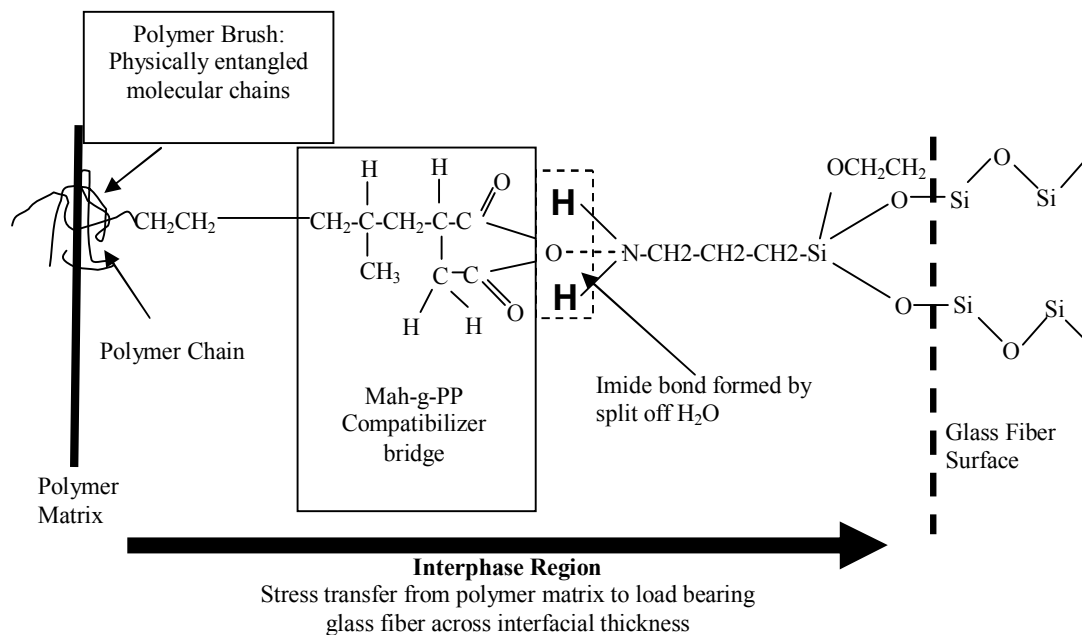 Polymer Brush:
Physically entangled
molecular chains
Polymer Chain
Polymer
Matrix
CH₂CH₂
H
H
O
CH₂-C-CH₂-C-C
CH₃
C-C
H
H
O
O
Mah-g-PP
Compatibilizer
bridge
H
H
N-CH2-CH2-CH2-Si
Imide bond formed by
split off H₂O
OCH₂CH₂
O
Si
O
Si
O
Si
O
Si
Glass Fiber
Surface
Interphase Region
Stress transfer from polymer matrix to load bearing
glass fiber across interfacial thickness